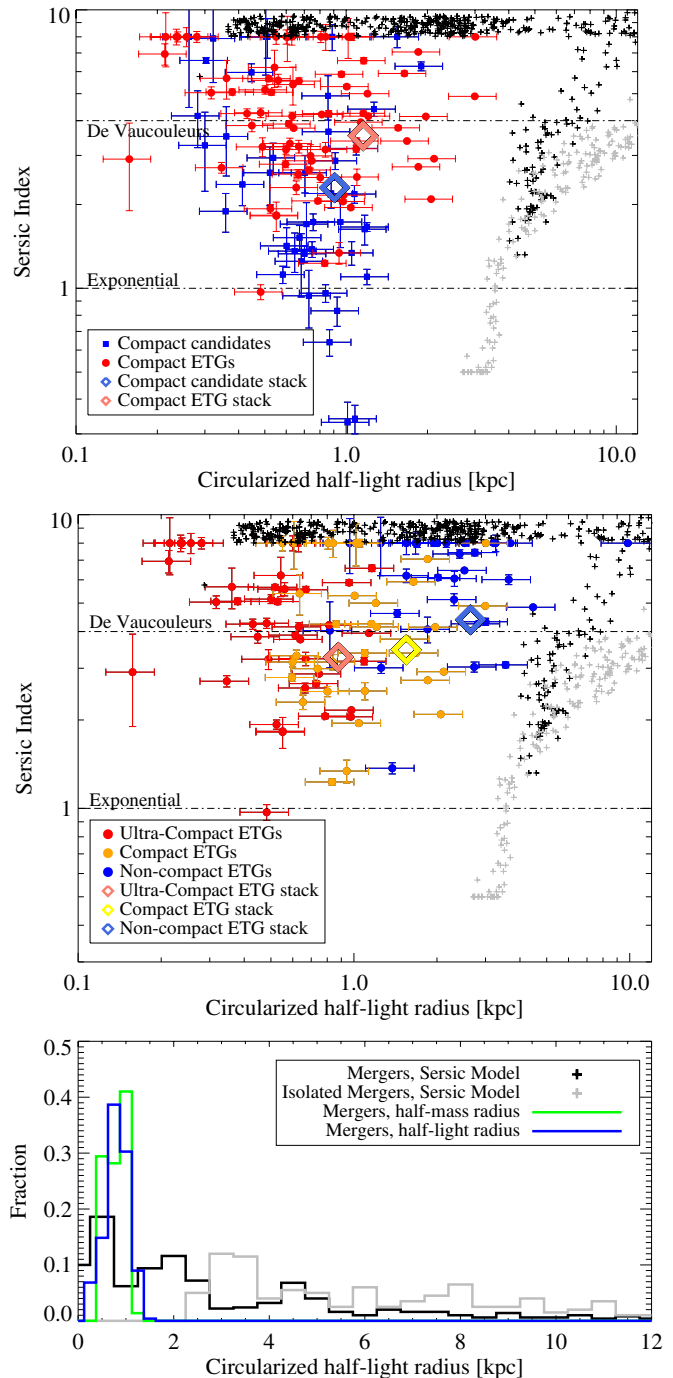 10
De Vaucouleurs
Sersic Index
Exponential
1
Compact candidates
Compact ETGs
Compact candidate stack
Compact ETG stack
0.1 1.0 10.0
Circularized half-light radius [kpc]
10
De Vaucouleurs
Sersic Index
Exponential
1
Ultra-Compact ETGs
Compact ETGs
Non-compact ETGs
Ultra-Compact ETG stack
Compact ETG stack
Non-compact ETG stack
0.1 1.0 10.0
Circularized half-light radius [kpc]
0.5
Mergers, Sersic Model
Isolated Mergers, Sersic Model
Mergers, half-mass radius
Mergers, half-light radius
0.4
0.3
Fraction
0.2
0.1
0.0
0 2 4 6 8 10 12
Circularized half-light radius [kpc]